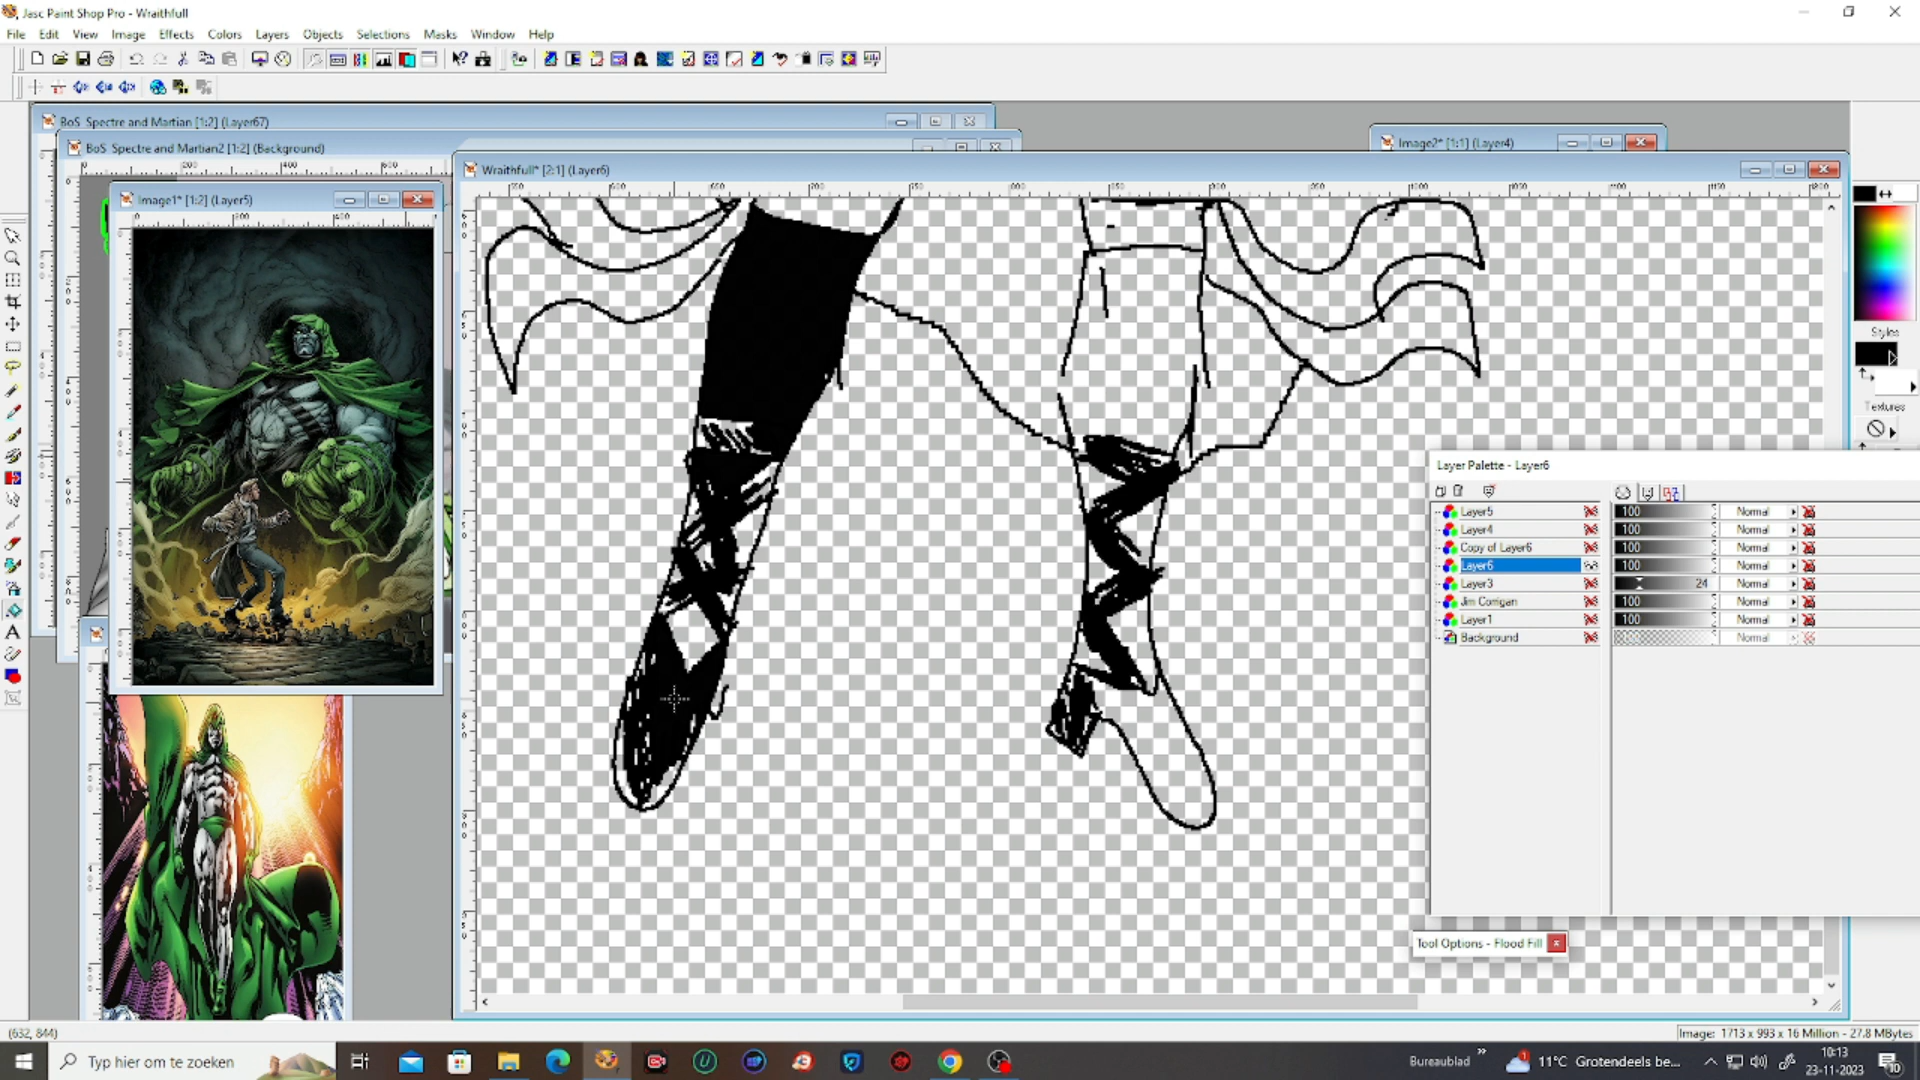 Jasc Paint Shop Pro - Wraithfull
File Edit View Image Effects Colors Layers Objects Selections Masks Window Help
BoS Spectre and Martian [1:2] (Layer67)
BoS Spectre and Martian2 [1:2] (Background)
Image2* [1:1] (Layer4)
Wraithfull* [2:1] (Layer6)
Image1* [1:2] (Layer5)
Styles
Textures
Layer Palette - Layer6
Layer5 100 Normal
Layer4 100 Normal
Copy of Layer6 100 Normal
Layer6 100 Normal
Layer3 24 Normal
Jim Corrigan 100 Normal
Layer1 100 Normal
Background Normal
Tool Options - Flood Fill
(632, 844)
Image: 1713 x 993 x 16 Million - 27.8 MBytes
Typ hier om te zoeken
Bureaublad
11°C Grotendeels be...
10:13
23-11-2023